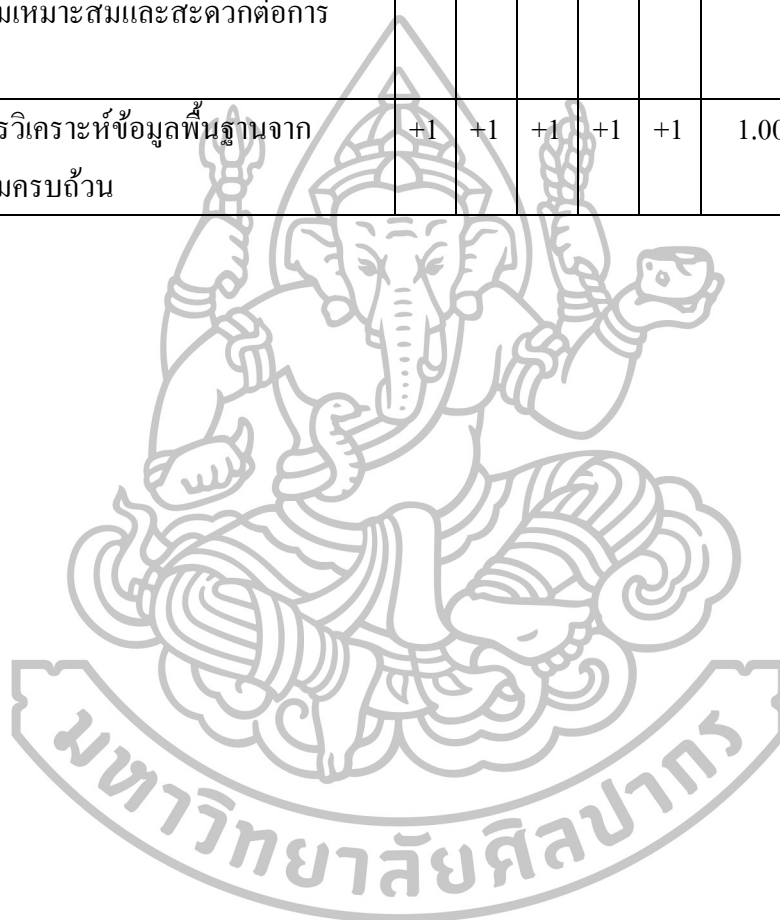 มเหมาะสมและสะดวกต่อการ
รวิเคราะห์ข้อมูลพื้นฐานจาก +1 +1 +1 +1 +1 1.00
มครบถ้วน
มหาวิทยาลัยศิลปากร